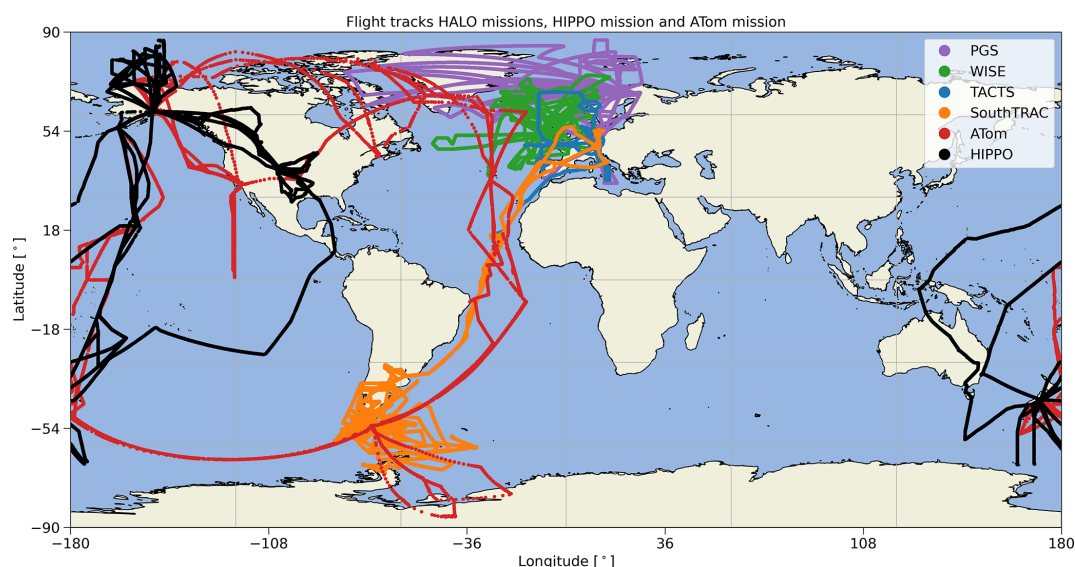 Flight tracks HALO missions, HIPPO mission and ATom mission
90
54
18
−18
−54
−90
Latitude [°]
PGS
WISE
TACTS
SouthTRAC
ATom
HIPPO
−180
−108
−36
36
108
180
Longitude [°]